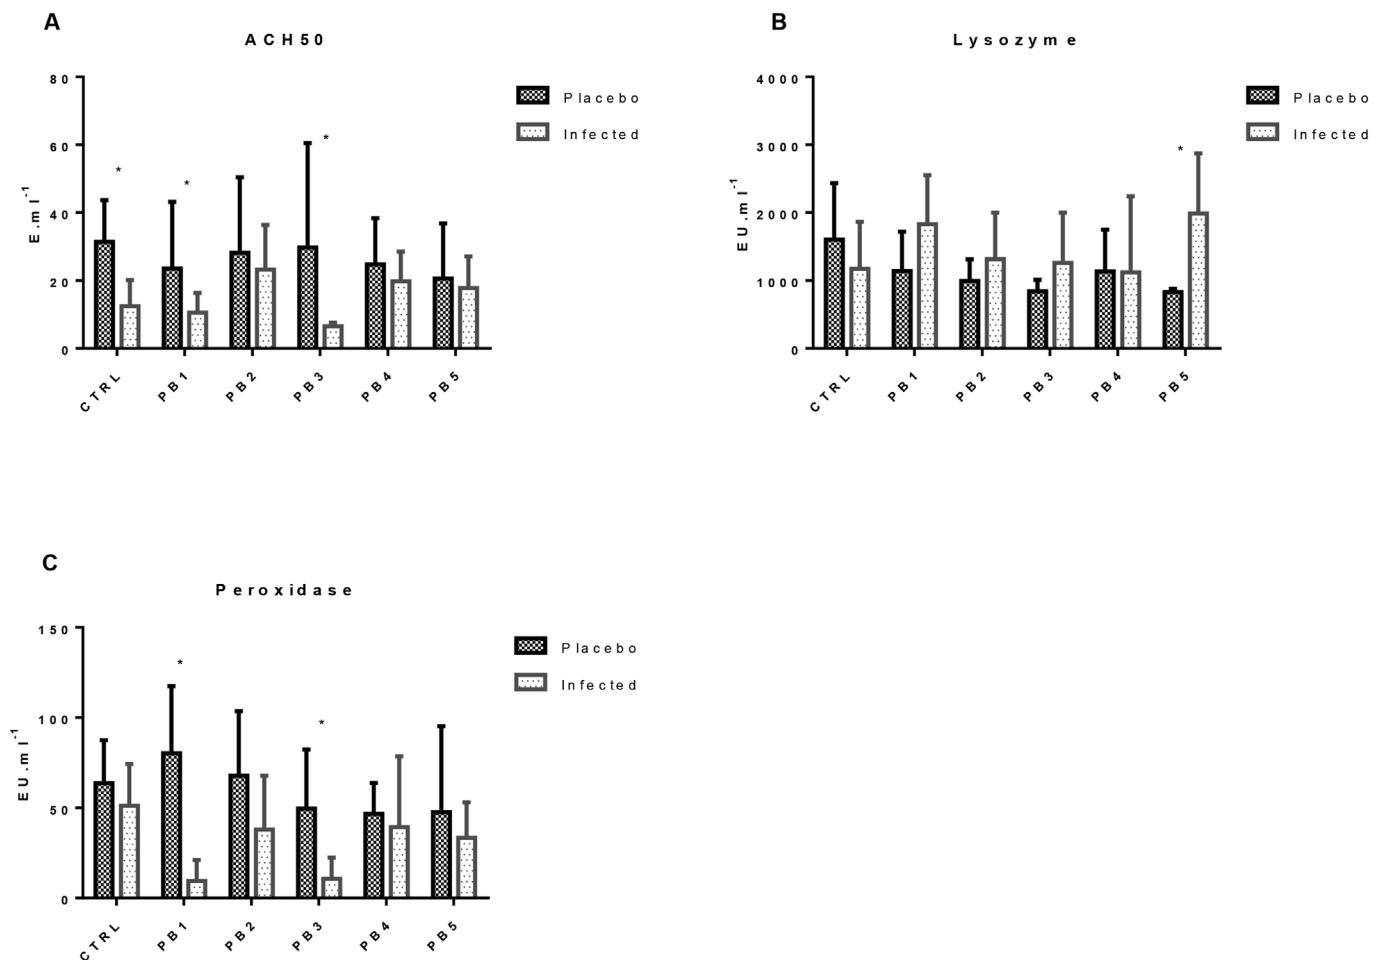 A
ACH50
80
60
40
20
0
E.ml-1
*
*
*
CTRL
PB1
PB2
PB3
PB4
PB5
Placebo
Infected
B
Lysozyme
4000
3000
2000
1000
0
EU.ml-1
*
CTRL
PB1
PB2
PB3
PB4
PB5
Placebo
Infected
C
Peroxidase
150
100
50
0
EU.ml-1
*
*
CTRL
PB1
PB2
PB3
PB4
PB5
Placebo
Infected